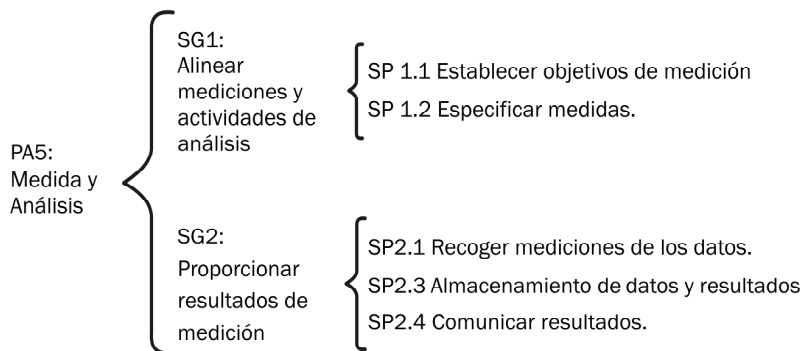 PA5:
Medida y
Análisis
SG1:
Alinear
mediciones y
actividades de
análisis
SP 1.1 Establecer objetivos de medición
SP 1.2 Especificar medidas.
SG2:
Proporcionar
resultados de
medición
SP2.1 Recoger mediciones de los datos.
SP2.3 Almacenamiento de datos y resultados
SP2.4 Comunicar resultados.